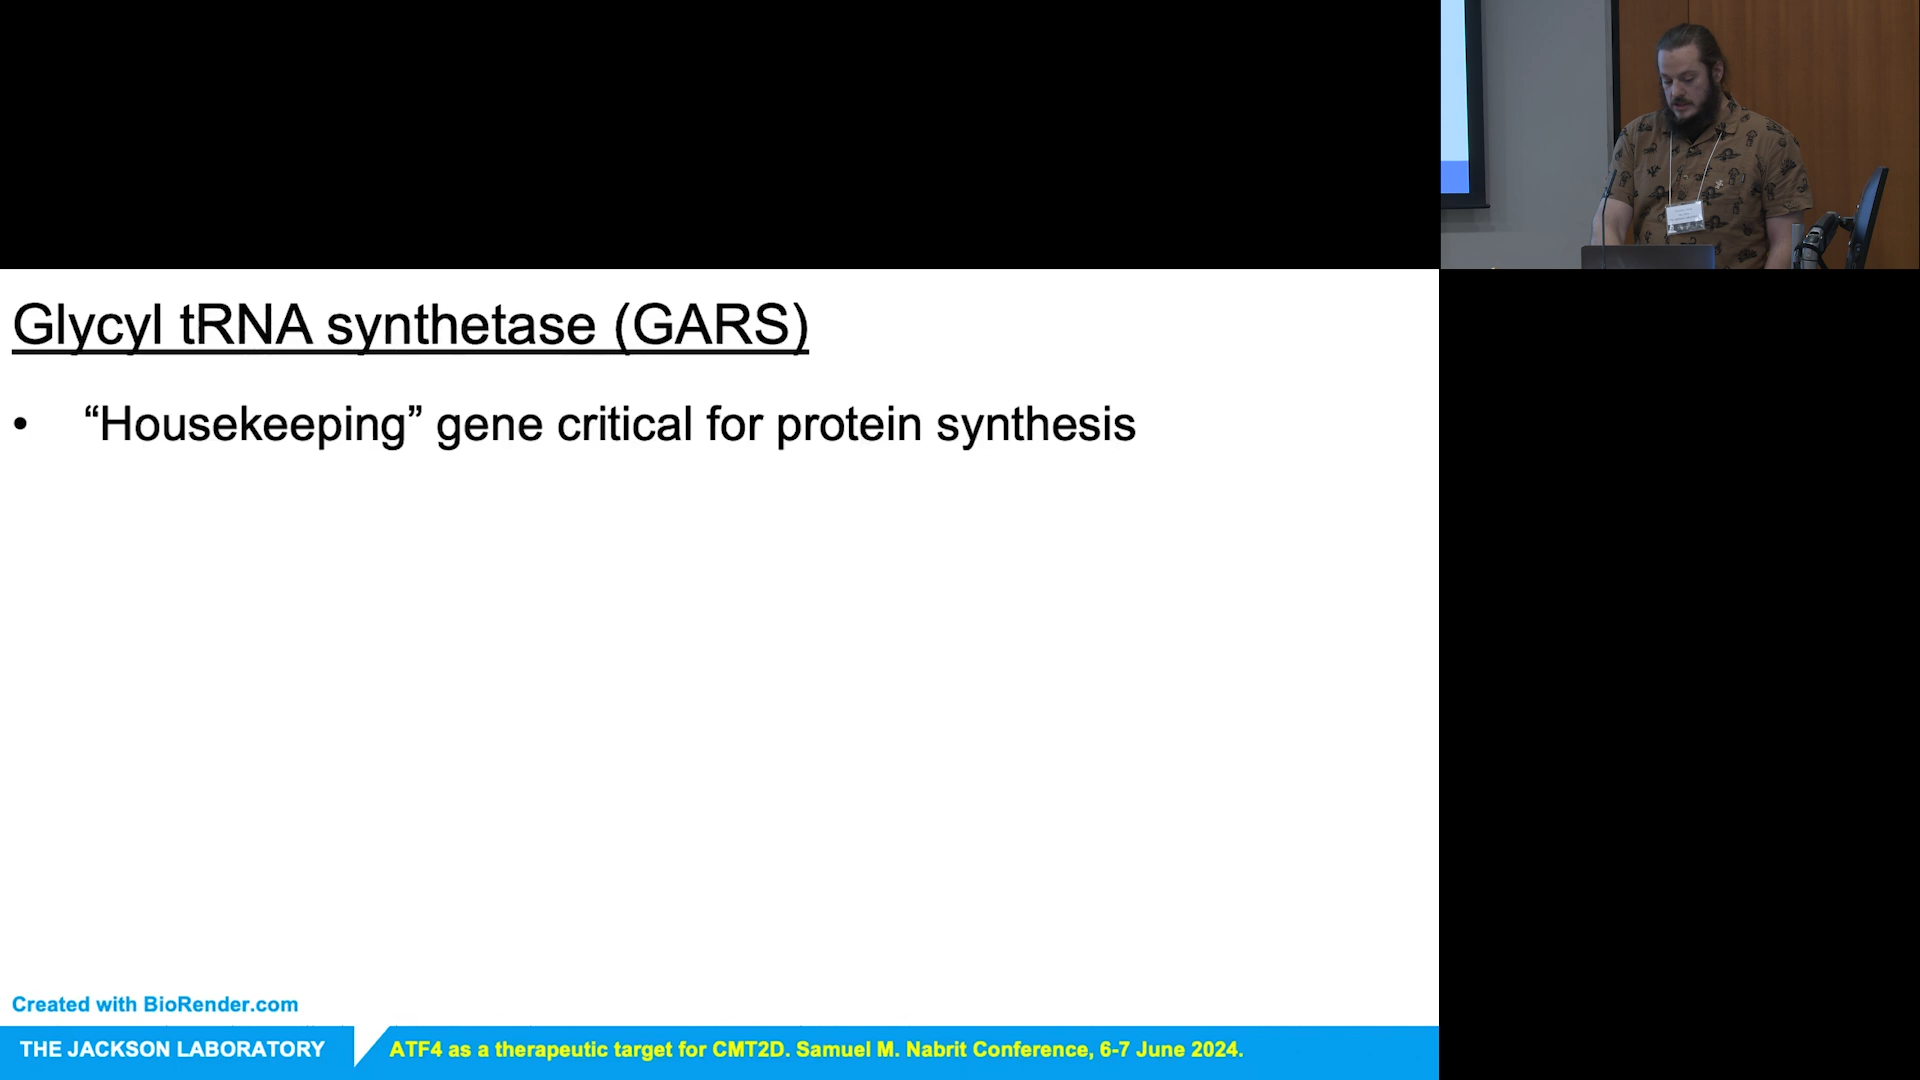 Glycyl tRNA synthetase (GARS)
• “Housekeeping” gene critical for protein synthesis
Created with BioRender.com
THE JACKSON LABORATORY
ATF4 as a therapeutic target for CMT2D. Samuel M. Nabrit Conference, 6-7 June 2024.